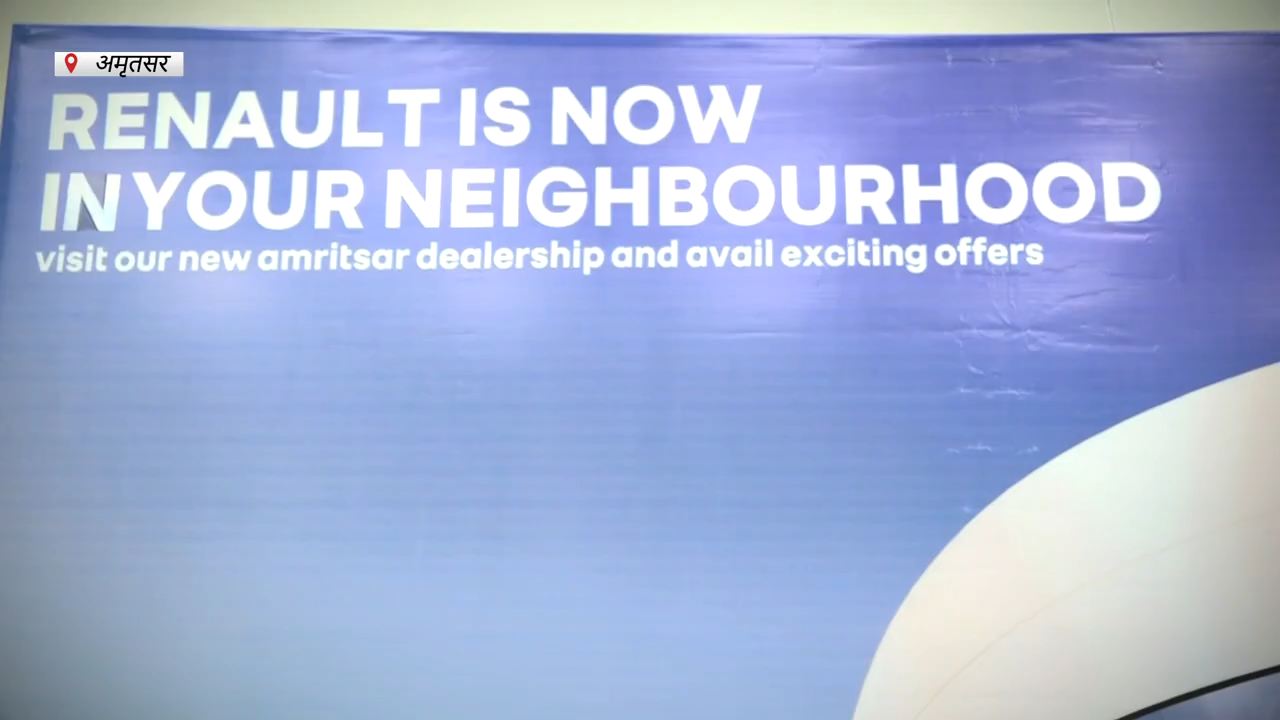 अमृतसर
RENAULT IS NOW
IN YOUR NEIGHBOURHOOD
visit our new amritsar dealership and avail exciting offers